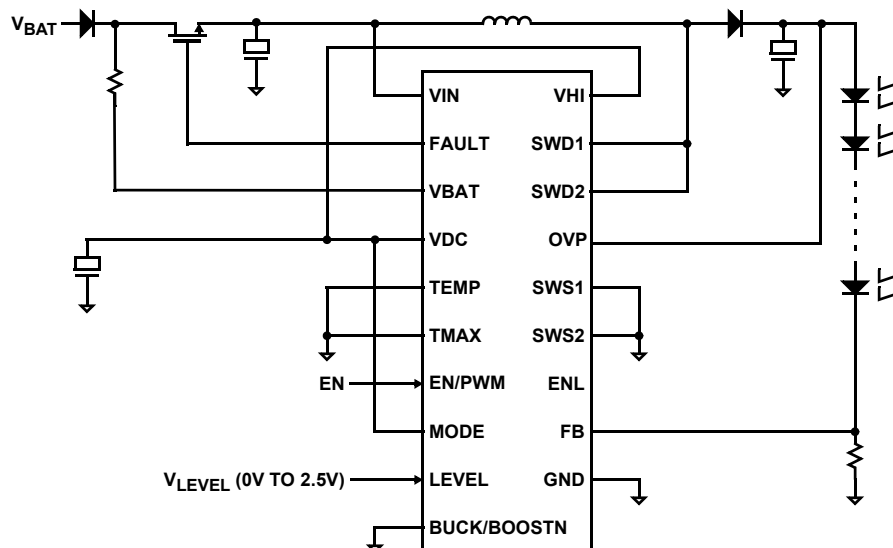 VBAT
VIN VHI
FAULT SWD1
VBAT SWD2
VDC OVP
TEMP SWS1
TMAX SWS2
EN EN/PWM ENL
MODE FB
VLEVEL (0V TO 2.5V) LEVEL GND
BUCK/BOOSTN